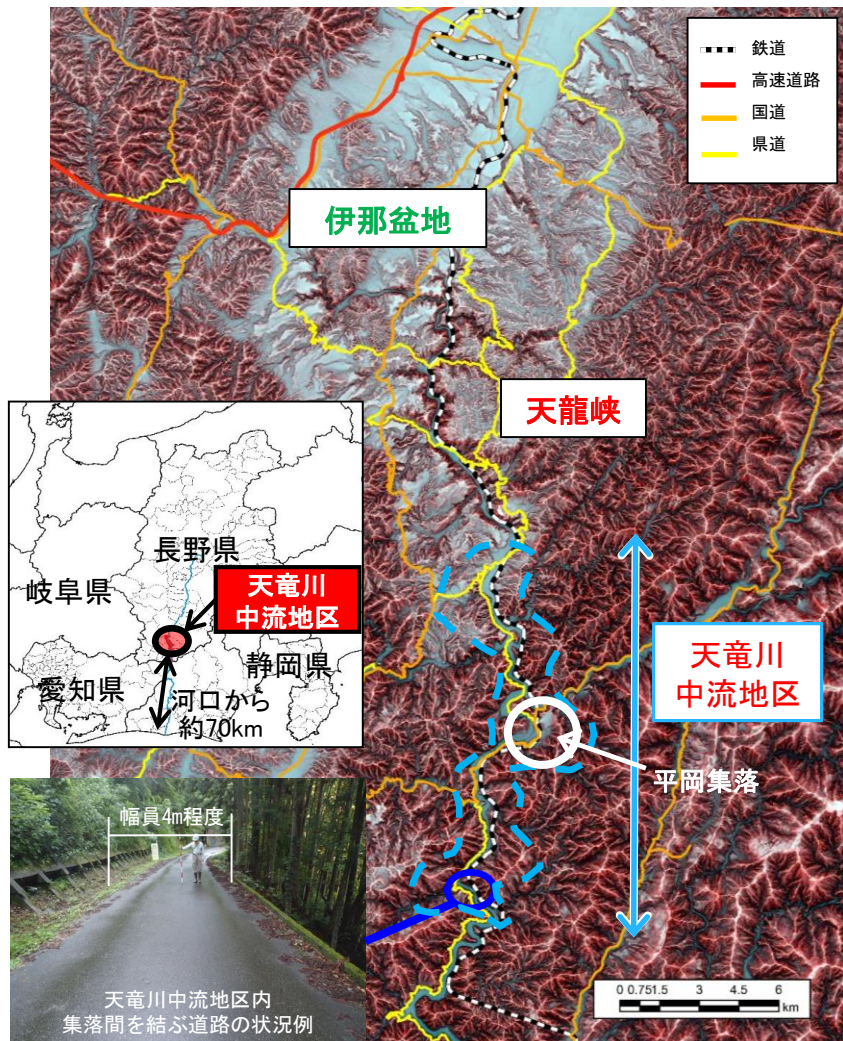 鉄道
高速道路
国道
県道
伊那盆地
天龍峡
長野県
岐阜県
天竜川
中流地区
静岡県
愛知県
河口から
約70km
天竜川
中流地区
平岡集落
幅員4m程度
天竜川中流地区内
集落間を結ぶ道路の状況例
0 0.751.5 3 4.5 6
km